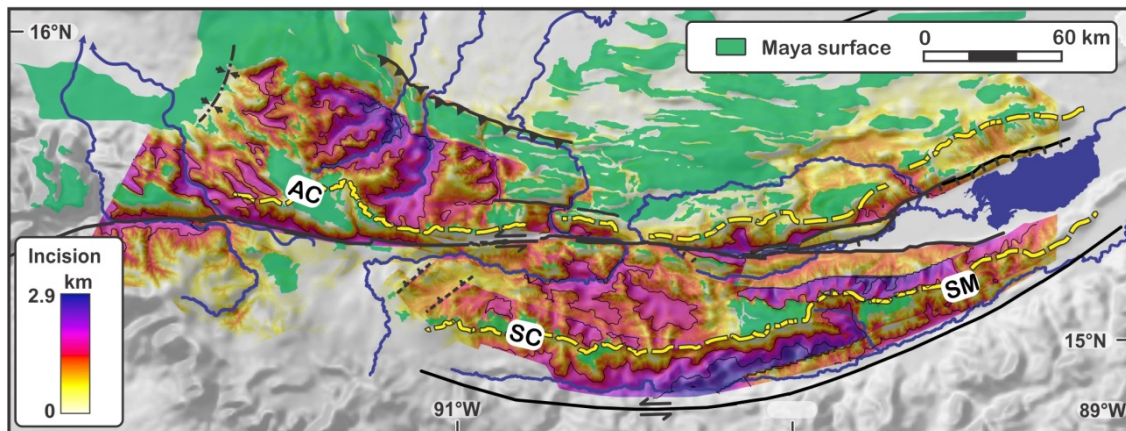 16°N
Maya surface
0 60 km
AC
Incision
km
2.9
0
SC
SM
15°N
91°W
89°W